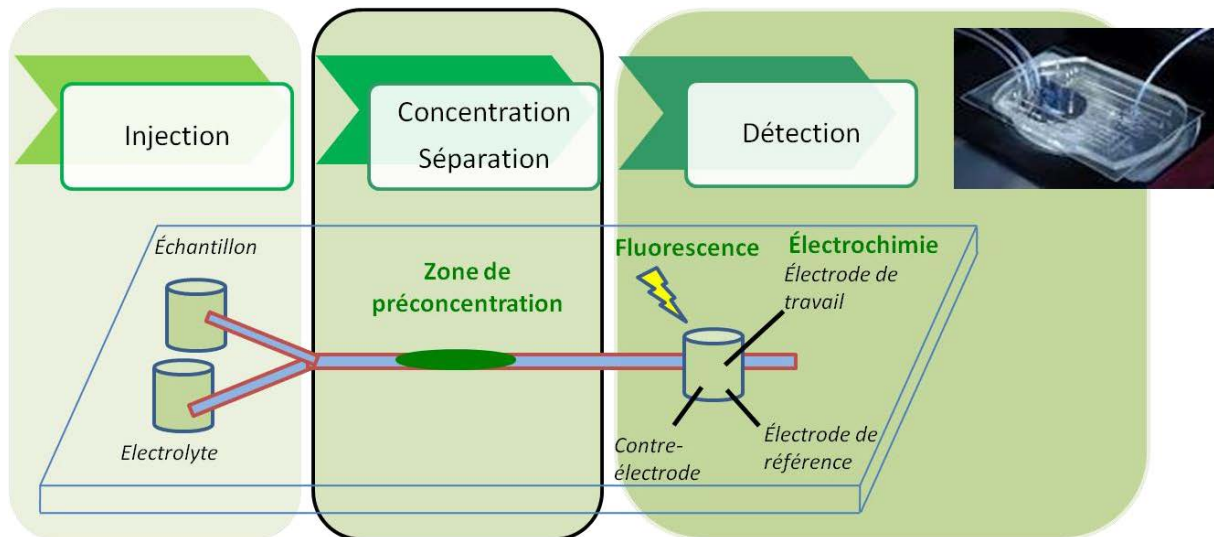 Injection
Concentration
Séparation
Détection
Échantillon
Electrolyte
Zone de
préconcentration
Fluorescence
Électrochimie
Électrode de
travail
Contre-
électrode
Électrode de
référence